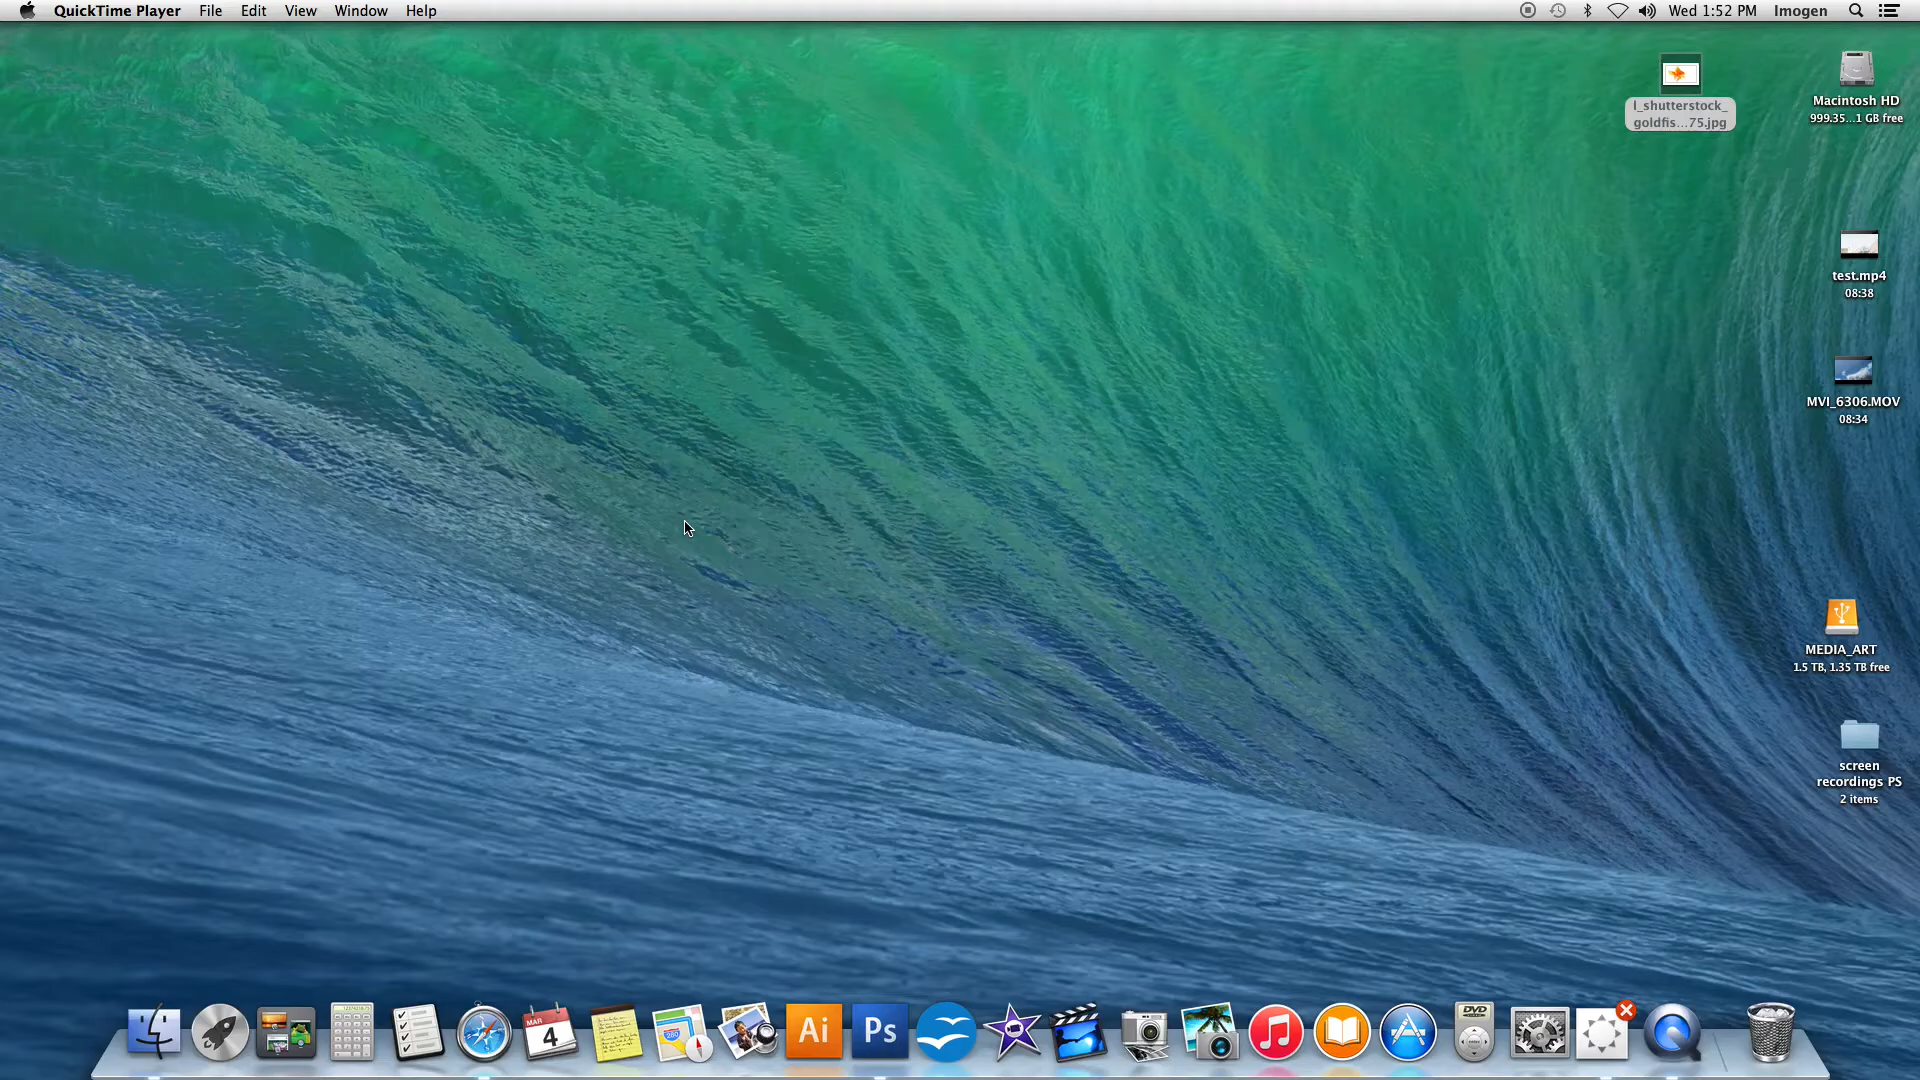 QuickTime Player File Edit View Window Help Wed 1:52 PM Imogen
l_shutterstock_
goldfis...75.jpg
Macintosh HD
999.35...1 GB free
test.mp4
08:38
MVI_6306.MOV
08:34
MEDIA_ART
1.5 TB, 1.35 TB free
screen
recordings PS
2 items
MAR
4
280
Ai
Ps
DVD